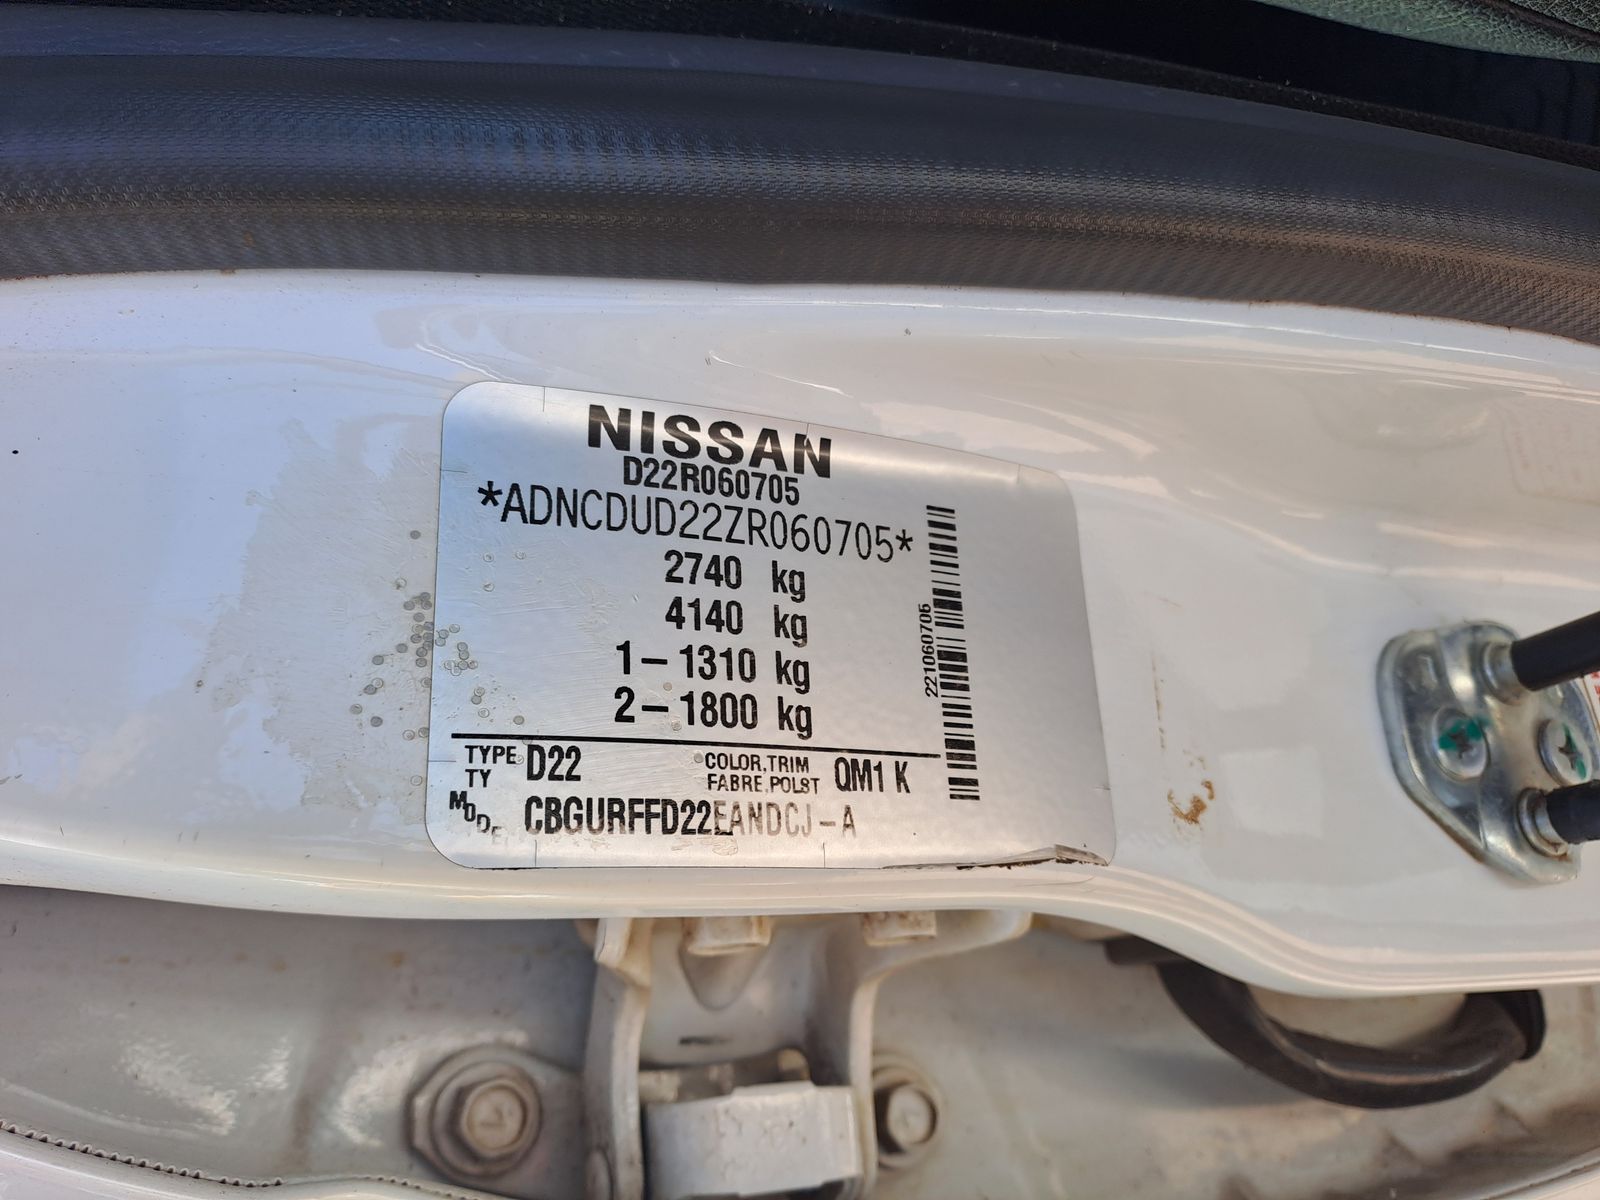 NISSAN
D22R060705
*ADNCDUD22ZR060705*
2740 kg
4140 kg
1-1310 kg
2-1800 kg
TYPE TY D22 COLOR,TRIM FABRE,POLST QM1 K
MODE CBGURFFD22EANDCJ-A
221060705